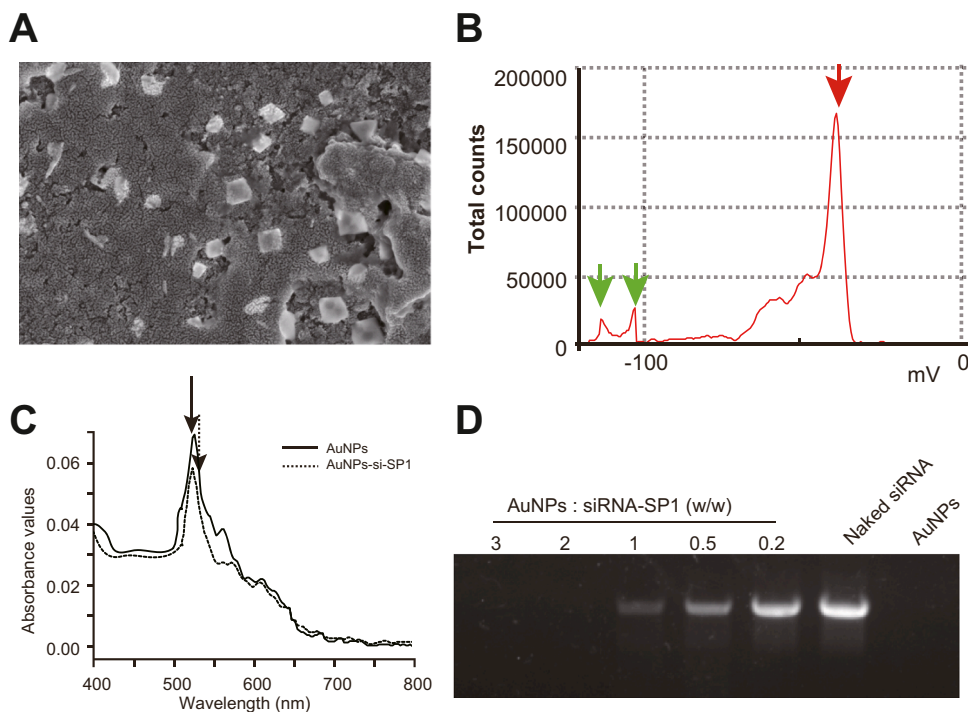 A
B
200000
150000
100000
50000
0
Total counts
-100
0
mV
C
0.06
0.04
0.02
0.00
Absorbance values
AuNPs
AuNPs-si-SP1
400
500
600
700
800
Wavelength (nm)
D
AuNPs : siRNA-SP1 (w/w)
3 2 1 0.5 0.2
Naked siRNA
AuNPs